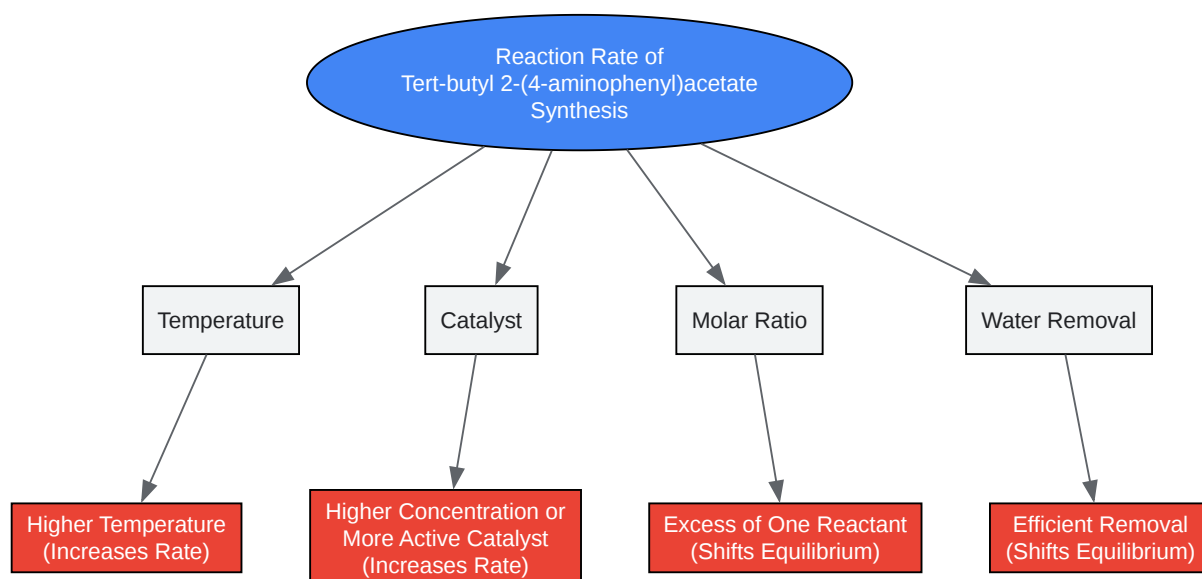 Reaction Rate of
Tert-butyl 2-(4-aminophenyl)acetate
Synthesis
Temperature
Catalyst
Molar Ratio
Water Removal
Higher Temperature
(Increases Rate)
Higher Concentration or
More Active Catalyst
(Increases Rate)
Excess of One Reactant
(Shifts Equilibrium)
Efficient Removal
(Shifts Equilibrium)